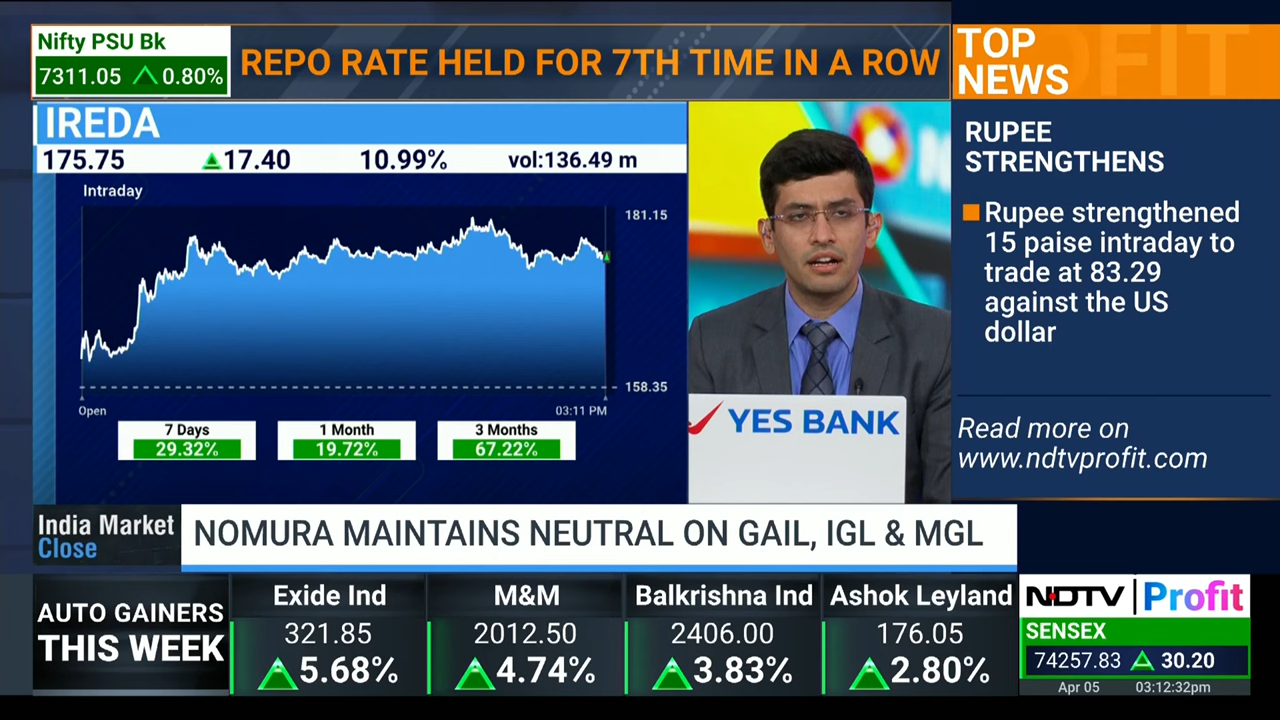 Nifty PSU Bk
7311.05 0.80%
REPO RATE HELD FOR 7TH TIME IN A ROW
TOP
NEWS
IREDA
175.75 17.40 10.99% vol:136.49 m
Intraday
181.15
158.35
Open 03:11 PM
7 Days 1 Month 3 Months
29.32% 19.72% 67.22%
YES BANK
RUPEE
STRENGTHENS
Rupee strengthened
15 paise intraday to
trade at 83.29
against the US
dollar
Read more on
www.ndtvprofit.com
India Market
Close
NOMURA MAINTAINS NEUTRAL ON GAIL, IGL & MGL
AUTO GAINERS
THIS WEEK
Exide Ind
321.85
5.68%
M&M
2012.50
4.74%
Balkrishna Ind
2406.00
3.83%
Ashok Leyland
176.05
2.80%
NDTV Profit
SENSEX
74257.83 30.20
Apr 05 03:12:32pm